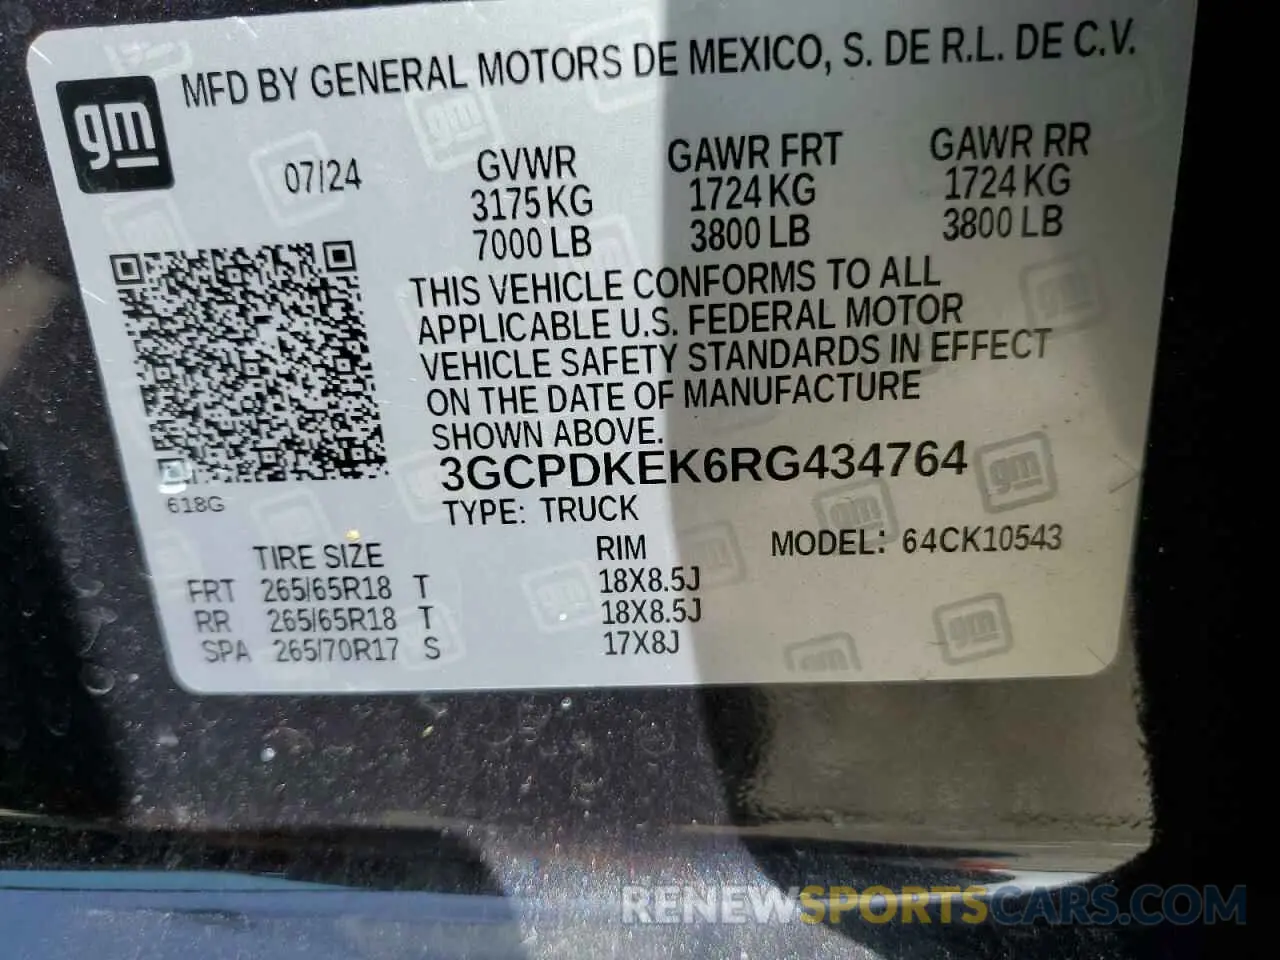 MFD BY GENERAL MOTORS DE MEXICO, S. DE R.L. DE C.V.
gm
07/24
GVWR GAWR FRT GAWR RR
3175 KG 1724 KG 1724 KG
7000 LB 3800 LB 3800 LB
THIS VEHICLE CONFORMS TO ALL
APPLICABLE U.S. FEDERAL MOTOR
VEHICLE SAFETY STANDARDS IN EFFECT
ON THE DATE OF MANUFACTURE
SHOWN ABOVE.
3GCPDKEK6RG434764
618G
TYPE: TRUCK
TIRE SIZE RIM MODEL: 64CK10543
FRT 265/65R18 T 18X8.5J
RR 265/65R18 T 18X8.5J
SPA 265/70R17 S 17X8J
RENEWSPORTSCARS.COM